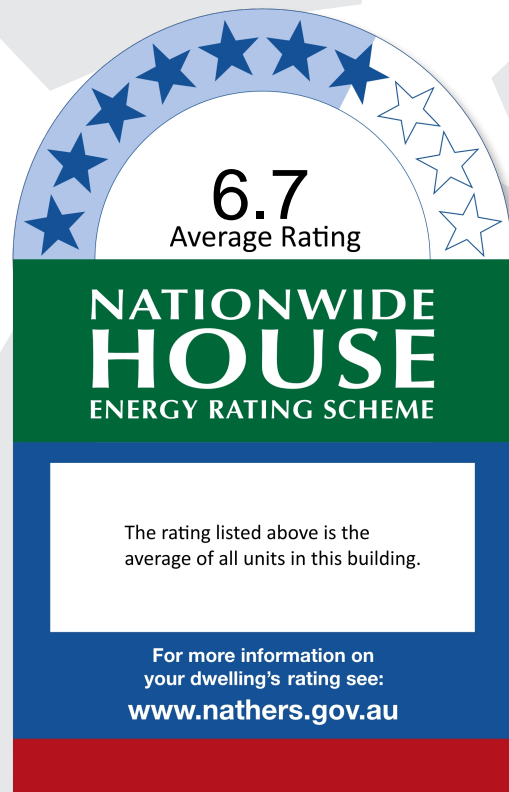 6.7
Average Rating
NATIONWIDE
HOUSE
ENERGY RATING SCHEME
The rating listed above is the
average of all units in this building.
For more information on
your dwelling's rating see:
www.nathers.gov.au